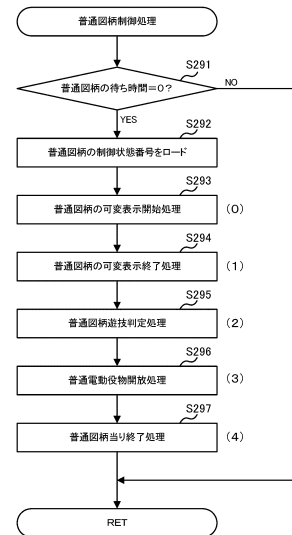 普通図柄制御処理
S291
普通図柄の待ち時間=0?
NO
YES
S292
普通図柄の制御状態番号をロード
S293
普通図柄の可変表示開始処理
(0)
S294
普通図柄の可変表示終了処理
(1)
S295
普通図柄遊技判定処理
(2)
S296
普通電動役物開放処理
(3)
S297
普通図柄当り終了処理
(4)
RET